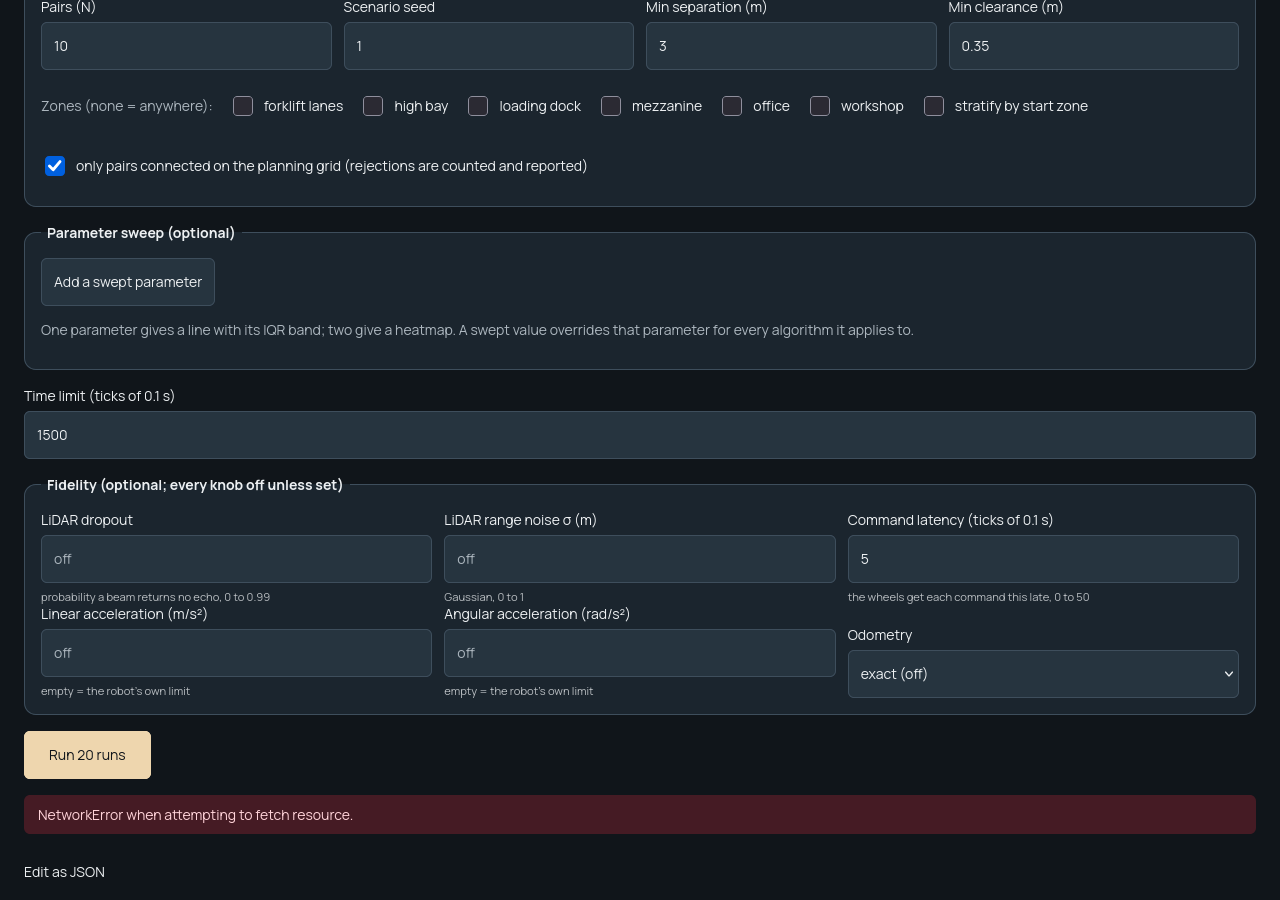 Pairs (N) Scenario seed Min separation (m) Min clearance (m)
10 1 3 0.35
Zones (none = anywhere): forklift lanes high bay loading dock mezzanine office workshop stratify by start zone
only pairs connected on the planning grid (rejections are counted and reported)
Parameter sweep (optional)
Add a swept parameter
One parameter gives a line with its IQR band; two give a heatmap. A swept value overrides that parameter for every algorithm it applies to.
Time limit (ticks of 0.1 s)
1500
Fidelity (optional; every knob off unless set)
LiDAR dropout LiDAR range noise σ (m) Command latency (ticks of 0.1 s)
off off 5
probability a beam returns no echo, 0 to 0.99 Gaussian, 0 to 1 the wheels get each command this late, 0 to 50
Linear acceleration (m/s²) Angular acceleration (rad/s²) Odometry
off off exact (off)
empty = the robot's own limit empty = the robot's own limit
Run 20 runs
NetworkError when attempting to fetch resource.
Edit as JSON